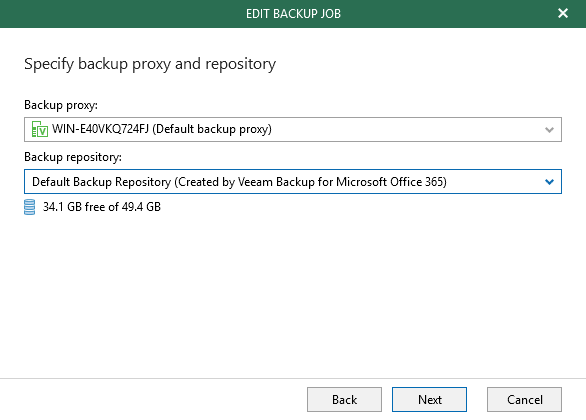 EDIT BACKUP JOB
Specify backup proxy and repository
Backup proxy:
WIN-E40VKQ724FJ (Default backup proxy)
Backup repository:
Default Backup Repository (Created by Veeam Backup for Microsoft Office 365)
34.1 GB free of 49.4 GB
Back Next Cancel